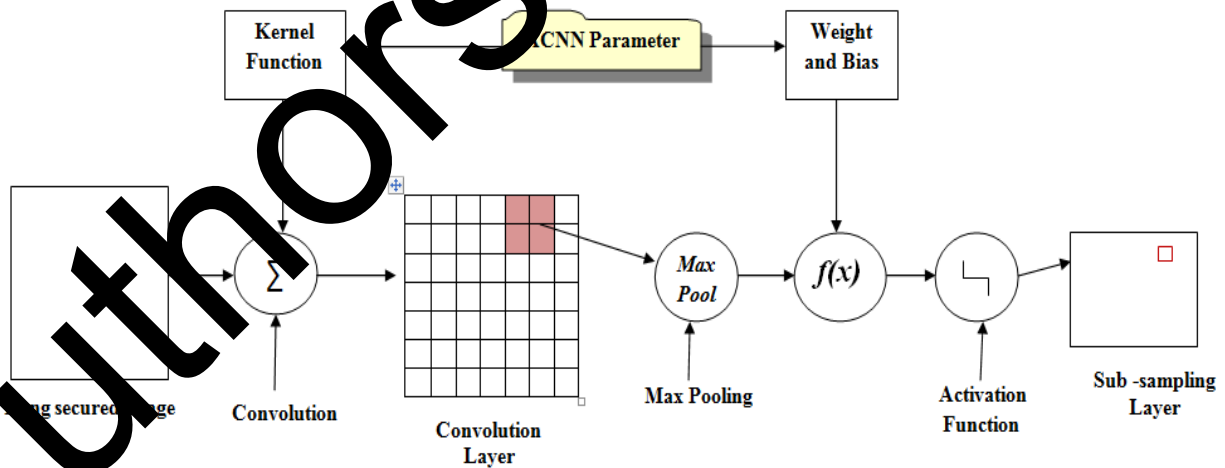 Kernel
Function
CNN Parameter
Weight
and Bias
∑
Max
Pool
f(x)
secured
Convolution
Convolution
Layer
Max Pooling
Activation
Function
Sub -sampling
Layer
uthors